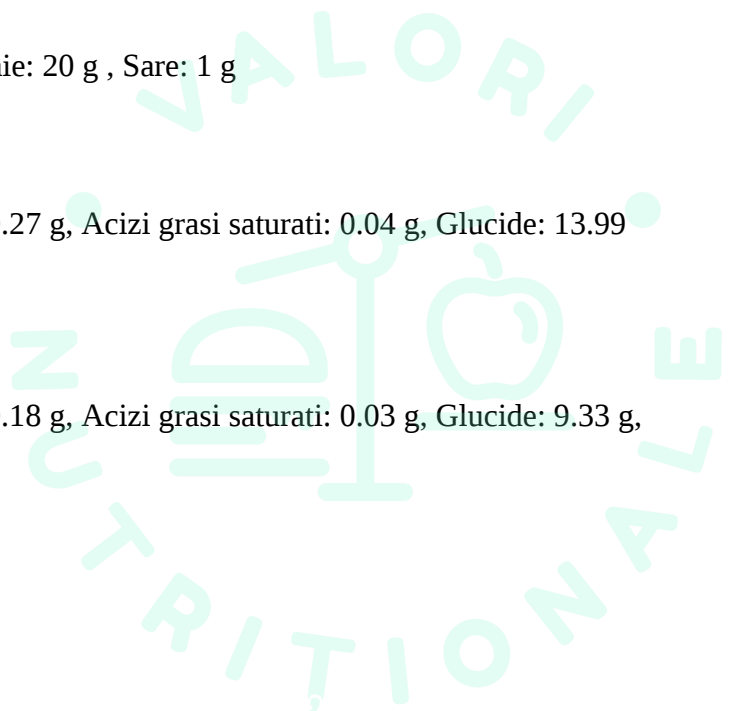 ie: 20 g , Sare: 1 g
.27 g, Acizi grasi saturati: 0.04 g, Glucide: 13.99
.18 g, Acizi grasi saturati: 0.03 g, Glucide: 9.33 g,
VALORI
NUTRITIONALE